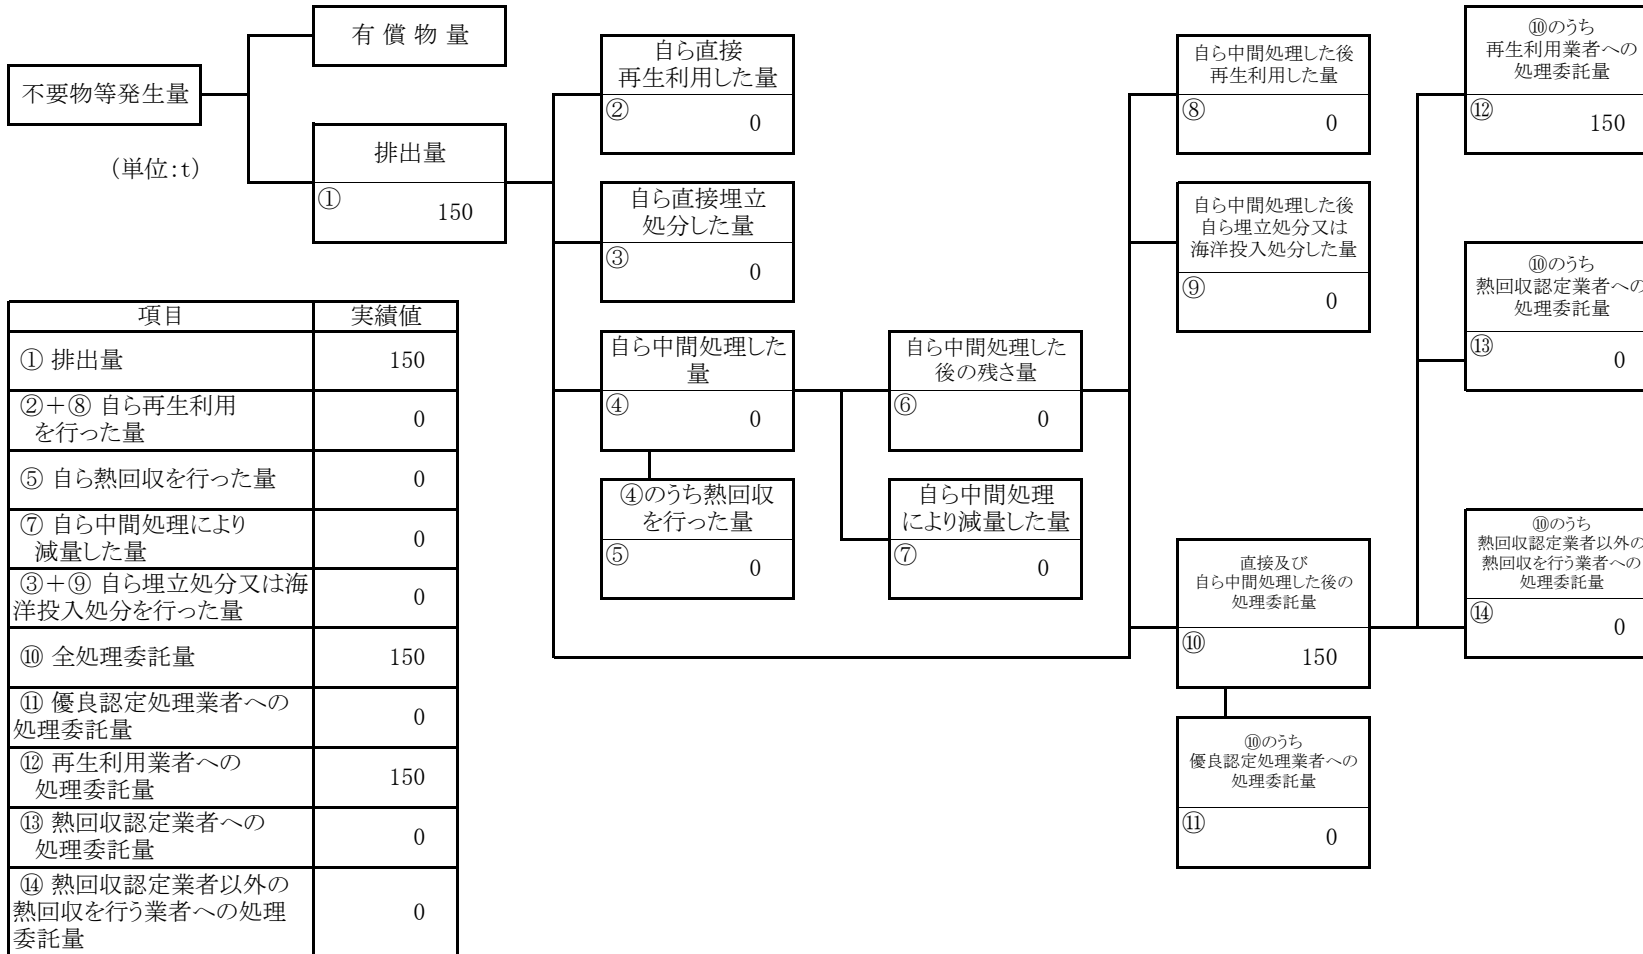 有 償 物 量
不要物等発生量
(単位:t)
排出量
①
150
自ら直接
再生利用した量
②
0
自ら直接埋立
処分した量
③
0
自ら中間処理した
量
④
0
④のうち熱回収
を行った量
⑤
0
自ら中間処理した
後の残さ量
⑥
0
自ら中間処理
により減量した量
⑦
0
自ら中間処理した後
再生利用した量
⑧
0
自ら中間処理した後
自ら埋立処分又は
海洋投入処分した量
⑨
0
直接及び
自ら中間処理した後の
処理委託量
⑩
150
⑩のうち
優良認定処理業者への
処理委託量
⑪
0
⑩のうち
再生利用業者への
処理委託量
⑫
150
⑩のうち
熱回収認定業者への
処理委託量
⑬
0
⑩のうち
熱回収認定業者以外の
熱回収を行う業者への
処理委託量
⑭
0
項目 実績値
① 排出量 150
②+⑧ 自ら再生利用
を行った量 0
⑤ 自ら熱回収を行った量 0
⑦ 自ら中間処理により
減量した量 0
③+⑨ 自ら埋立処分又は海
洋投入処分を行った量 0
⑩ 全処理委託量 150
⑪ 優良認定処理業者への
処理委託量 0
⑫ 再生利用業者への
処理委託量 150
⑬ 熱回収認定業者への
処理委託量 0
⑭ 熱回収認定業者以外の
熱回収を行う業者への処理
委託量 0